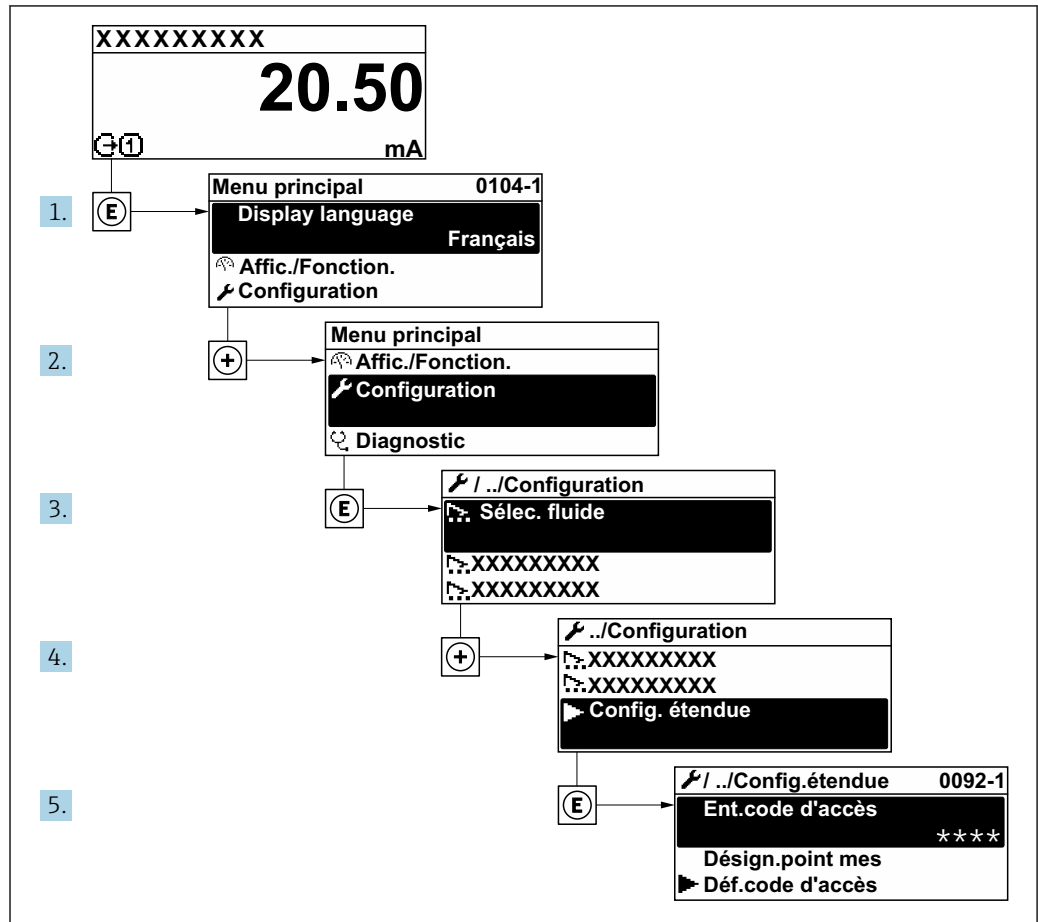 XXXXXXXXX
20.50
1
mA
1.
E
Menu principal 0104-1
Display language
Français
Affic./Fonction.
Configuration
2.
+
Menu principal
Affic./Fonction.
Configuration
Diagnostic
3.
E
/ ../Configuration
Sélec. fluide
XXXXXXXXX
XXXXXXXXX
4.
+
../Configuration
XXXXXXXXX
XXXXXXXXX
Config. étendue
5.
E
/ ../Config.étendue 0092-1
Ent.code d'accès
****
Désign.point mes
Déf.code d'accès